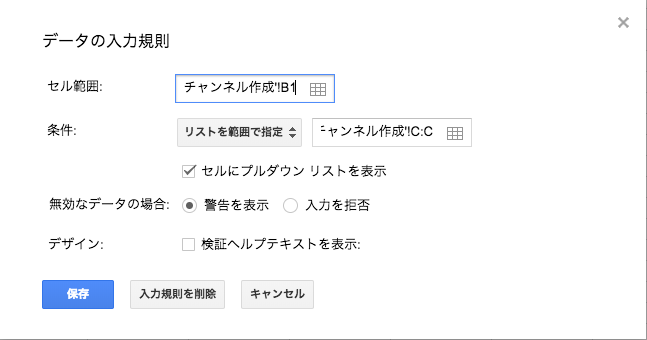 データの入力規則
セル範囲: チャンネル作成'!B1
条件: リストを範囲で指定 チャンネル作成'!C:C
セルにプルダウン リストを表示
無効なデータの場合: 警告を表示 入力を拒否
デザイン: 検証ヘルプテキストを表示:
保存 入力規則を削除 キャンセル